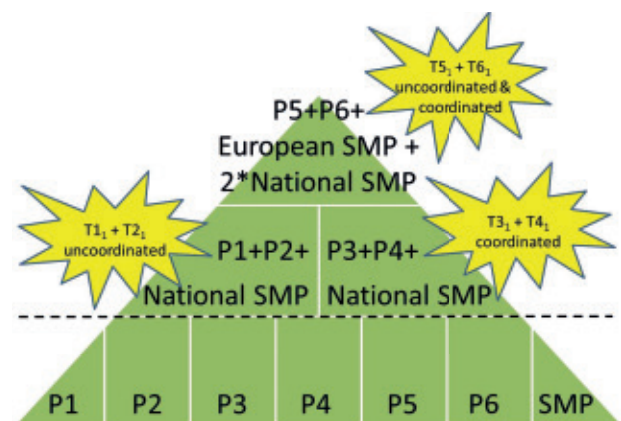 T5₁ + T6₁
uncoordinated &
coordinated
P5+P6+
European SMP +
2*National SMP
T1₁ + T2₁
uncoordinated
T3₁ + T4₁
coordinated
P1+P2+
National SMP
P3+P4+
National SMP
P1 P2 P3 P4 P5 P6 SMP